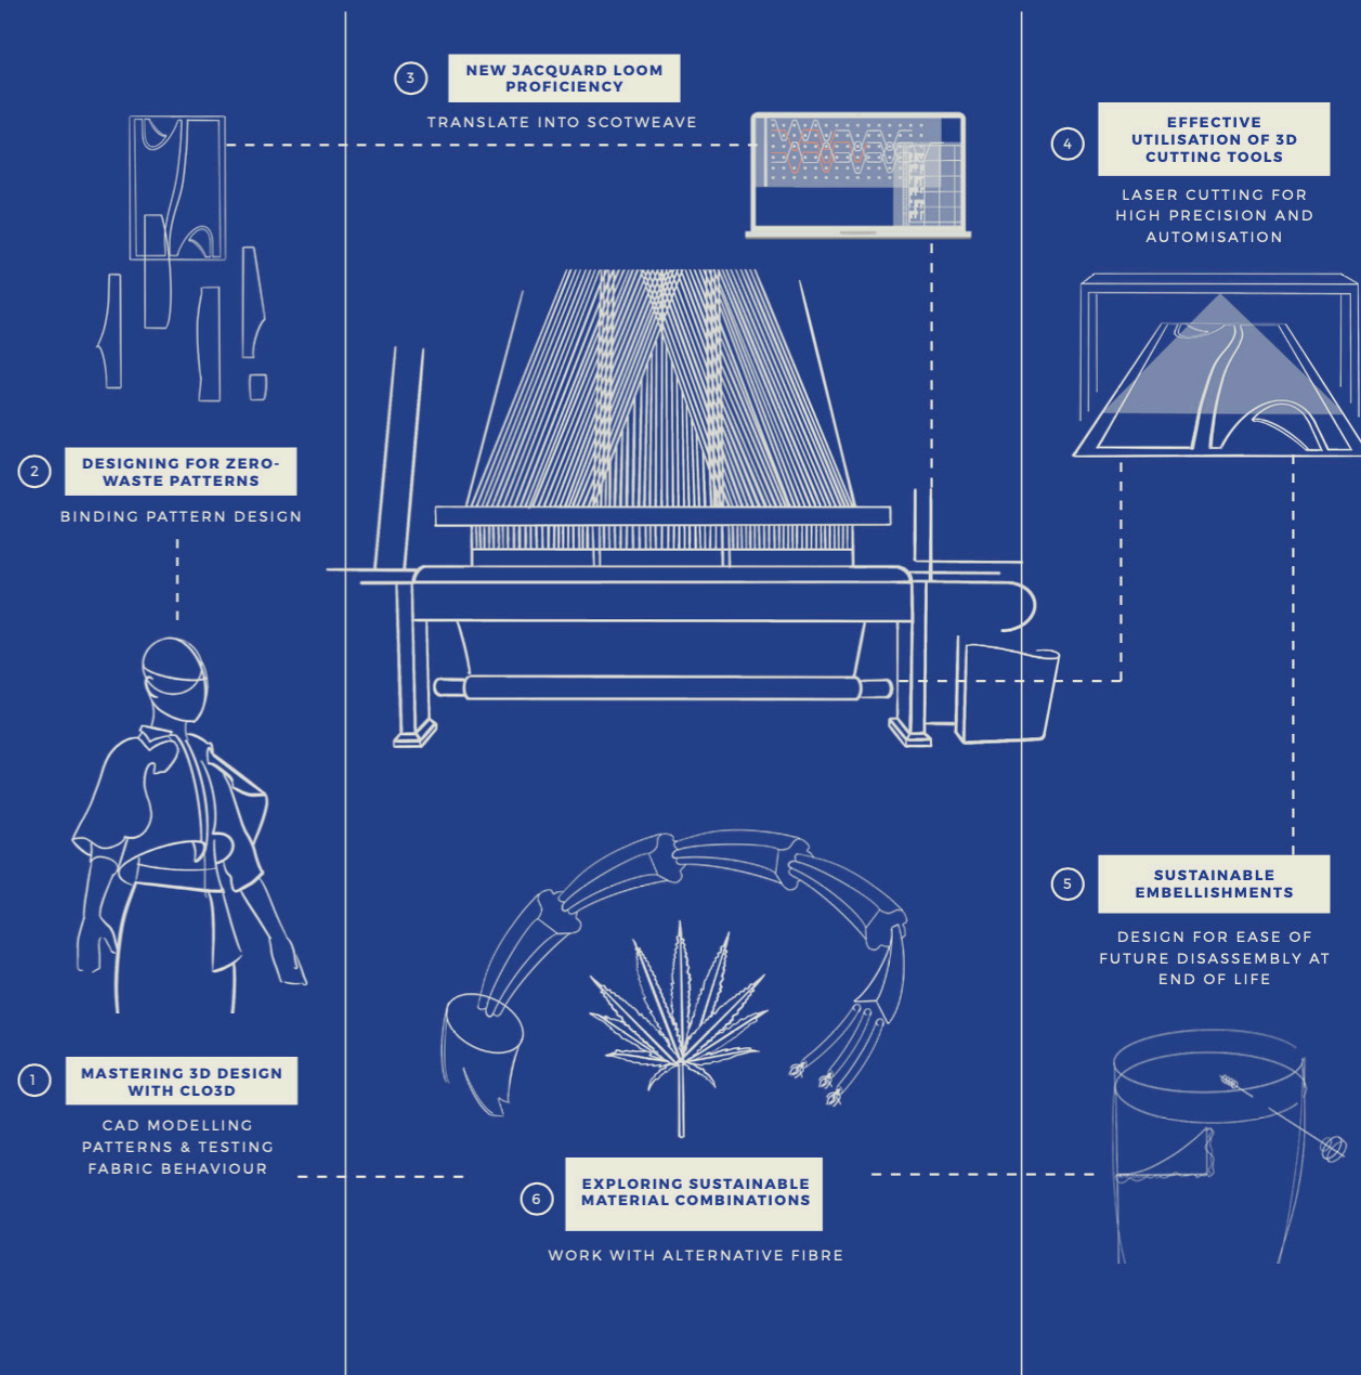 3
NEW JACQUARD LOOM
PROFICIENCY
TRANSLATE INTO SCOTWEAVE
4
EFFECTIVE
UTILISATION OF 3D
CUTTING TOOLS
LASER CUTTING FOR
HIGH PRECISION AND
AUTOMISATION
2
DESIGNING FOR ZERO-
WASTE PATTERNS
BINDING PATTERN DESIGN
5
SUSTAINABLE
EMBELLISHMENTS
DESIGN FOR EASE OF
FUTURE DISASSEMBLY AT
END OF LIFE
1
MASTERING 3D DESIGN
WITH CLO3D
CAD MODELLING
PATTERNS & TESTING
FABRIC BEHAVIOUR
6
EXPLORING SUSTAINABLE
MATERIAL COMBINATIONS
WORK WITH ALTERNATIVE FIBRE